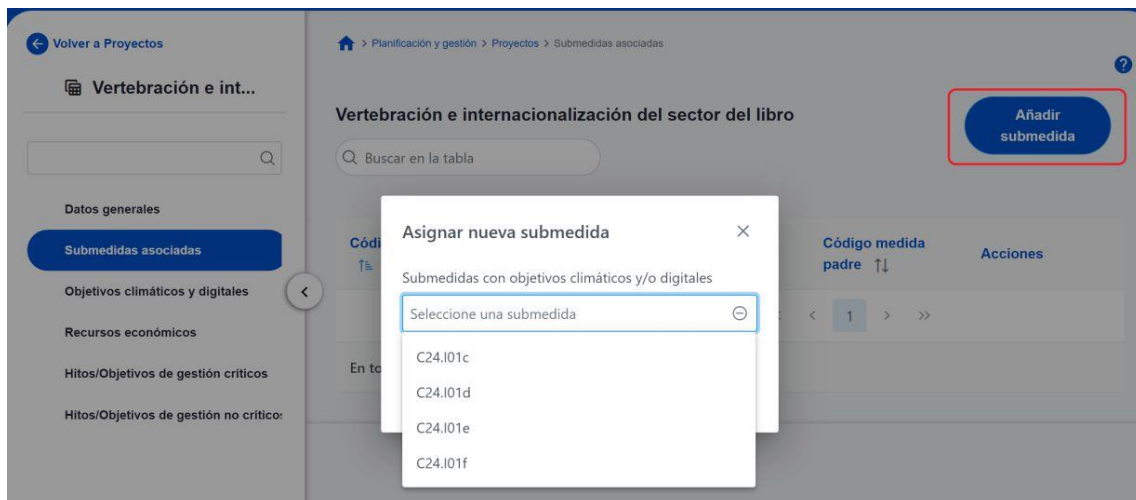 Volver a Proyectos
Vertebración e int...
Datos generales
Submedidas asociadas
Objetivos climáticos y digitales
Recursos económicos
Hitos/Objetivos de gestión críticos
Hitos/Objetivos de gestión no crítico
> Planificación y gestión > Proyectos > Submedidas asociadas
?
Vertebración e internacionalización del sector del libro
Añadir
submedida
Buscar en la tabla
Códi
Código medida
padre
Acciones
< 1 > >>
En to
Asignar nueva submedida
Submedidas con objetivos climáticos y/o digitales
Seleccione una submedida
C24.I01c
C24.I01d
C24.I01e
C24.I01f